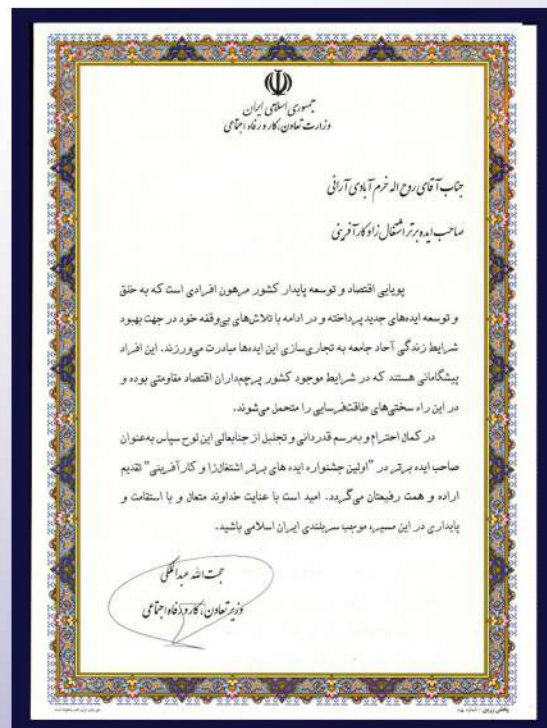 جمهوری اسلامی ایران
وزارت تعاون، کار و رفاه اجتماعی
جناب آقای روح اله خرم آبادی آرانی
صاحب ایده برتر اشتغال زا و کارآفرینی
پویایی اقتصاد و توسعه پایدار کشور مرهون افرادی است که به خلق
و توسعه ایده‌های جدید پرداخته و در ادامه با تلاش‌های بی‌وقفه خود در جهت بهبود
شرایط زندگی آحاد جامعه به تجاری‌سازی این ایده‌ها مبادرت می‌ورزند. این افراد
پیشگامانی هستند که در شرایط موجود کشور پرچم‌داران اقتصاد مقاومتی بوده و
در این راه سختی‌های طاقت‌فرسایی را متحمل می‌شوند.
در کمال احترام و به‌رسم قدردانی و تجلیل از جنابعالی این لوح سپاس به‌عنوان
صاحب ایده برتر در "اولین جشنواره ایده های برتر اشتغال‌زا و کارآفرینی" تقدیم
اراده و همت رفیعتان می‌گردد. امید است با عنایت خداوند متعال و با استقامت و
پایداری در این مسیر، موجب سربلندی ایران اسلامی باشید.
حجت الله عبدالملکی
وزیر تعاون، کار و رفاه اجتماعی